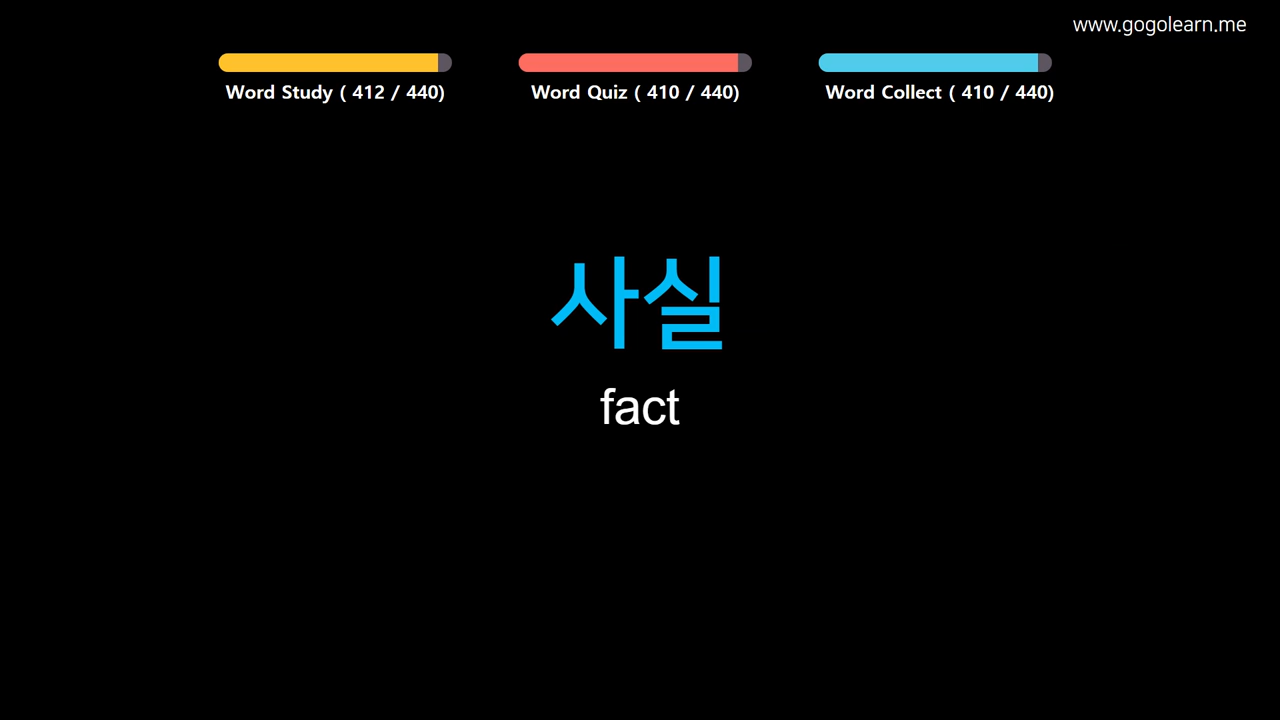 www.gogolearn.me
Word Study ( 412 / 440)
Word Quiz ( 410 / 440)
Word Collect ( 410 / 440)
사실
fact